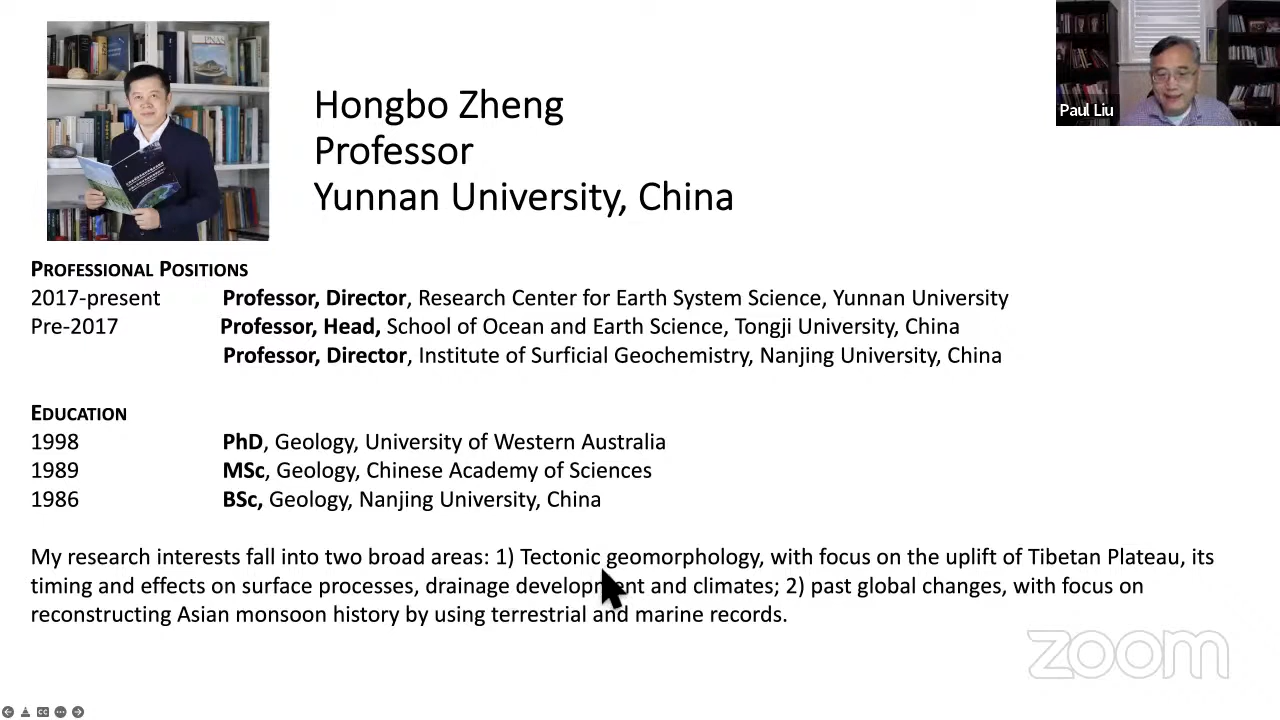 Hongbo Zheng
Professor
Yunnan University, China
Paul Liu
PROFESSIONAL POSITIONS
2017-present Professor, Director, Research Center for Earth System Science, Yunnan University
Pre-2017 Professor, Head, School of Ocean and Earth Science, Tongji University, China
Professor, Director, Institute of Surficial Geochemistry, Nanjing University, China
EDUCATION
1998 PhD, Geology, University of Western Australia
1989 MSc, Geology, Chinese Academy of Sciences
1986 BSc, Geology, Nanjing University, China
My research interests fall into two broad areas: 1) Tectonic geomorphology, with focus on the uplift of Tibetan Plateau, its
timing and effects on surface processes, drainage development and climates; 2) past global changes, with focus on
reconstructing Asian monsoon history by using terrestrial and marine records.
zoom
CC